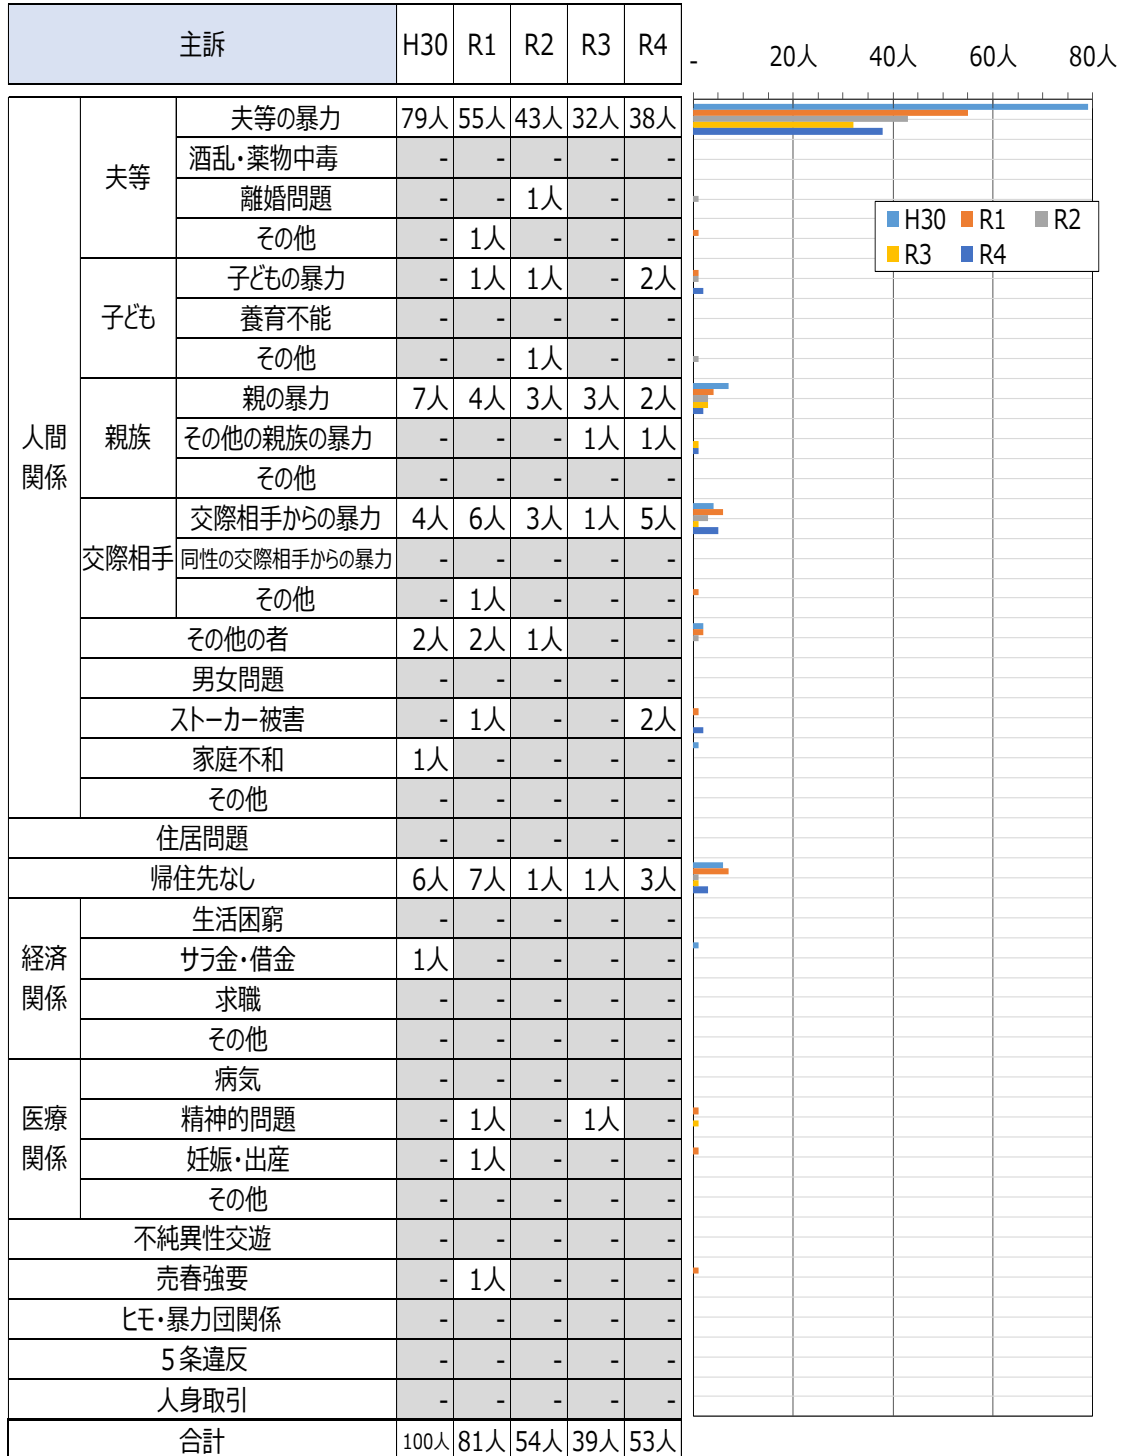 主訴 H30 R1 R2 R3 R4
- 20人 40人 60人 80人
人間関係 夫等 夫等の暴力 79人 55人 43人 32人 38人
酒乱・薬物中毒 - - - - -
離婚問題 - - 1人 - -
その他 - 1人 - - -
子ども 子どもの暴力 - 1人 1人 - 2人
養育不能 - - - - -
その他 - - 1人 - -
親族 親の暴力 7人 4人 3人 3人 2人
その他の親族の暴力 - - - 1人 1人
その他 - - - - -
交際相手 交際相手からの暴力 4人 6人 3人 1人 5人
同性の交際相手からの暴力 - - - - -
その他 - 1人 - - -
その他の者 2人 2人 1人 - -
男女問題 - - - - -
ストーカー被害 - 1人 - - 2人
家庭不和 1人 - - - -
その他 - - - - -
住居問題 - - - - -
帰住先なし 6人 7人 1人 1人 3人
経済関係 生活困窮 - - - - -
サラ金・借金 1人 - - - -
求職 - - - - -
その他 - - - - -
医療関係 病気 - - - - -
精神的問題 - 1人 - 1人 -
妊娠・出産 - 1人 - - -
その他 - - - - -
不純異性交遊 - - - - -
売春強要 - 1人 - - -
ヒモ・暴力団関係 - - - - -
5条違反 - - - - -
人身取引 - - - - -
合計 100人 81人 54人 39人 53人
H30 R1 R2
R3 R4